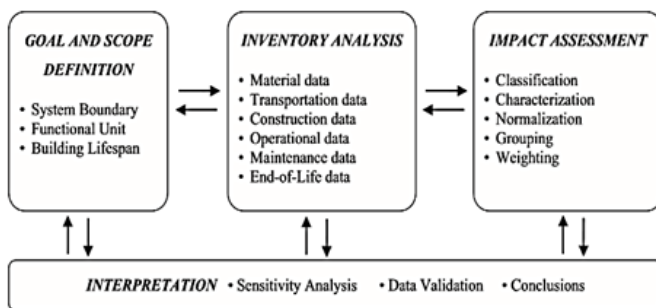 GOAL AND SCOPE
DEFINITION
• System Boundary
• Functional Unit
• Building Lifespan
INVENTORY ANALYSIS
• Material data
• Transportation data
• Construction data
• Operational data
• Maintenance data
• End-of-Life data
IMPACT ASSESSMENT
• Classification
• Characterization
• Normalization
• Grouping
• Weighting
INTERPRETATION • Sensitivity Analysis • Data Validation • Conclusions